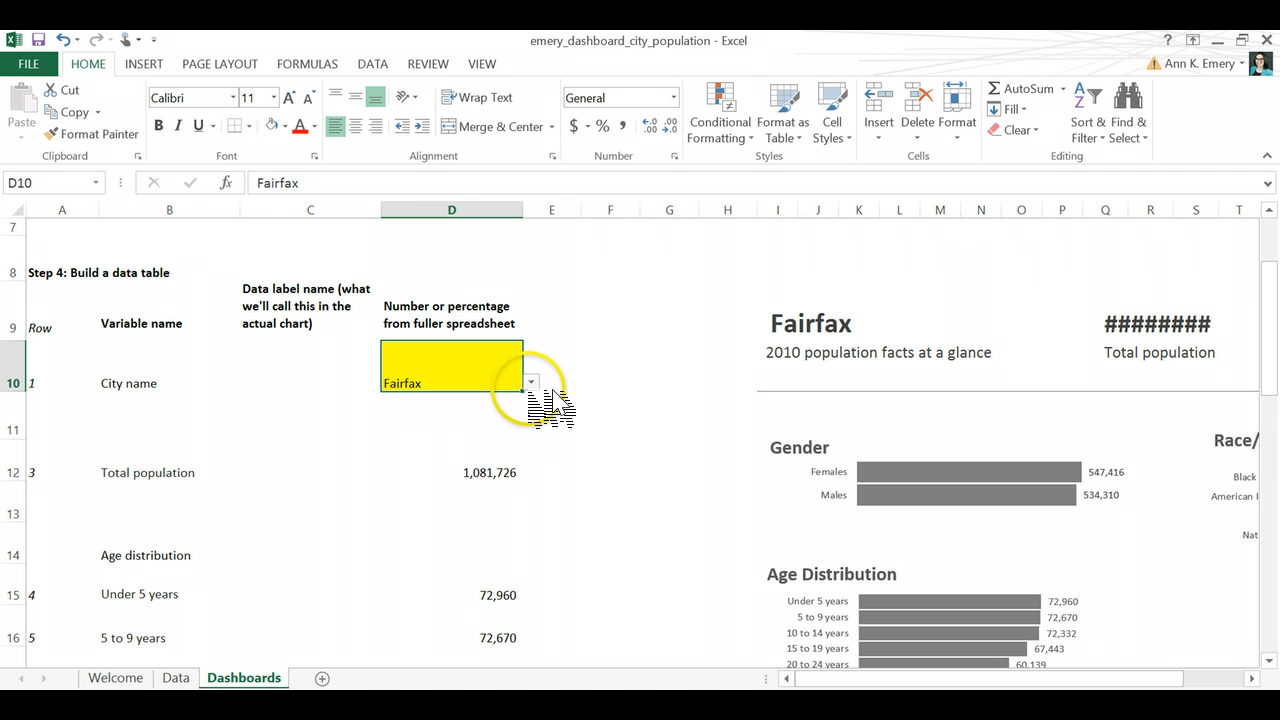 emery_dashboard_city_population - Excel
?
FILE HOME INSERT PAGE LAYOUT FORMULAS DATA REVIEW VIEW Ann K. Emery
Paste
Cut
Copy
Format Painter
Clipboard
Calibri 11
B I U
Font
Wrap Text
Merge & Center
Alignment
General
$ % ,
Number
Conditional Formatting
Format as Table
Cell Styles
Styles
Insert Delete Format
Cells
AutoSum
Fill
Clear
Sort & Filter
Find & Select
Editing
D10 fx Fairfax
A B C D E F G H I J K L M N O P Q R S T
7
8 Step 4: Build a data table
Data label name (what
we'll call this in the
actual chart)
Number or percentage
from fuller spreadsheet
9 Row Variable name
10 1 City name Fairfax
11
12 3 Total population 1,081,726
13
14 Age distribution
15 4 Under 5 years 72,960
16 5 5 to 9 years 72,670
Fairfax ########
2010 population facts at a glance Total population
Gender Race/
Females 547,416 Black
Males 534,310 American I
Nat
Age Distribution
Under 5 years 72,960
5 to 9 years 72,670
10 to 14 years 72,332
15 to 19 years 67,443
20 to 24 years 60,139
Welcome Data Dashboards